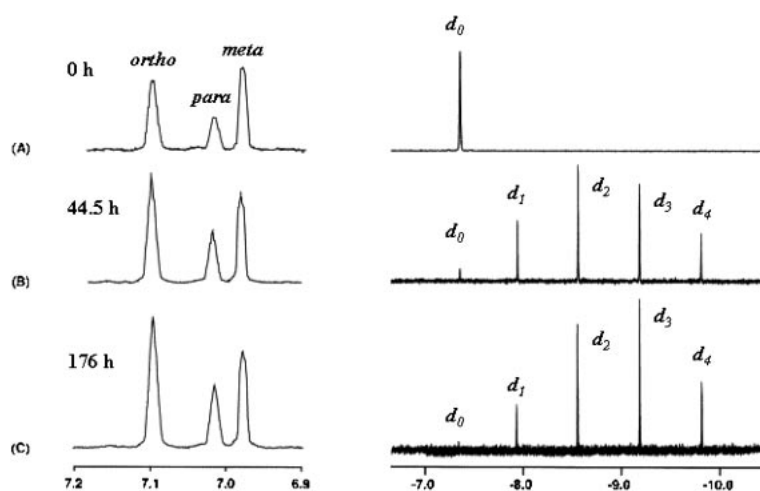 0 h
ortho
para
meta
d0
(A)
44.5 h
d0
d1
d2
d3
d4
(B)
176 h
d0
d1
d2
d3
d4
(C)
7.2 7.1 7.0 6.9
-7.0 -8.0 -9.0 -10.0